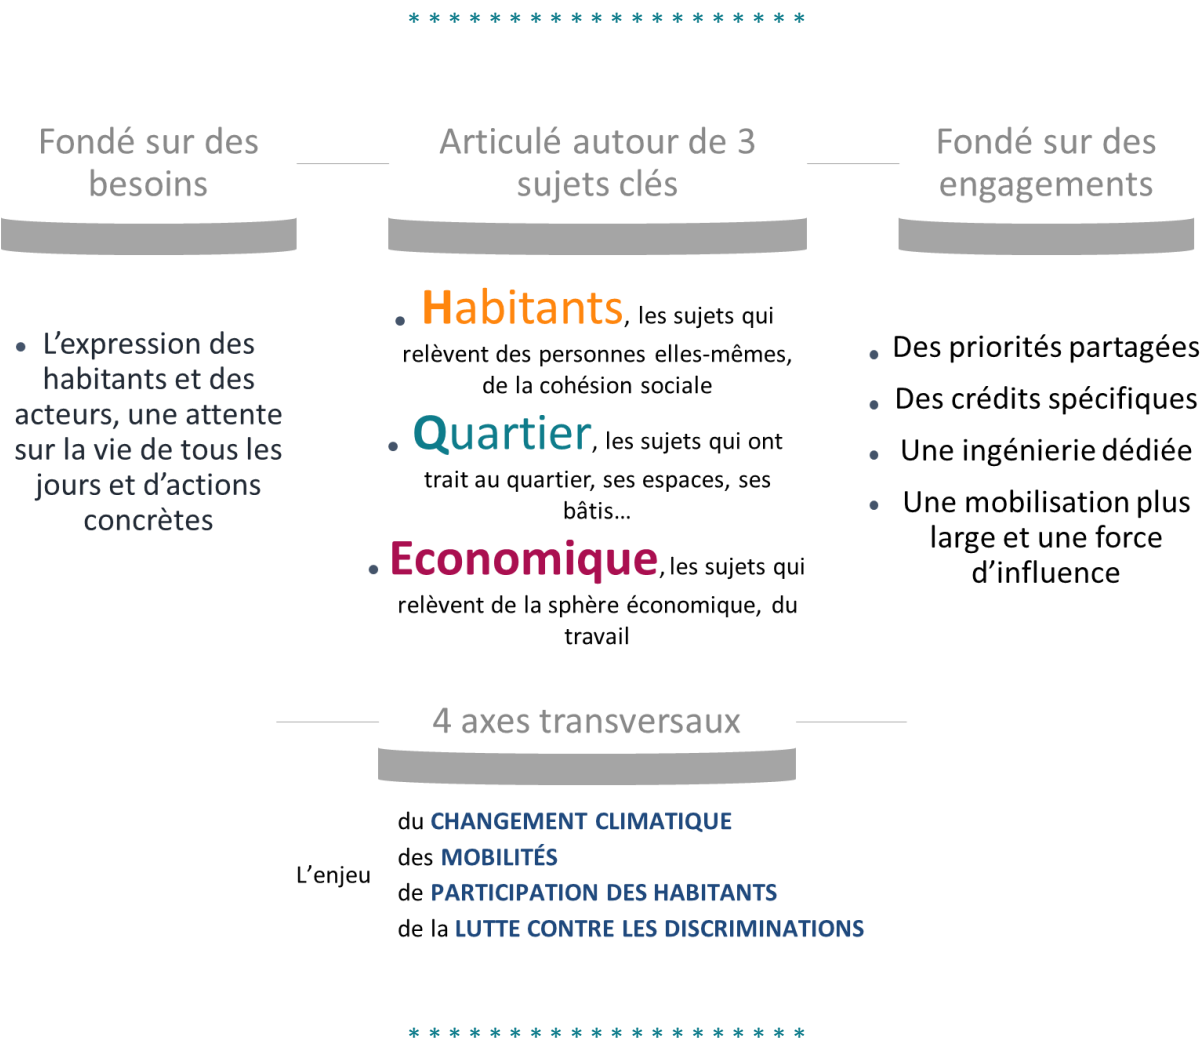 * * * * * * * * * * * * * * * * * * * *
Fondé sur des
besoins
Articulé autour de 3
sujets clés
Fondé sur des
engagements
• L’expression des
habitants et des
acteurs, une attente
sur la vie de tous les
jours et d’actions
concrètes
• Habitants, les sujets qui
relèvent des personnes elles-mêmes,
de la cohésion sociale
• Quartier, les sujets qui ont
trait au quartier, ses espaces, ses
bâtis…
• Economique, les sujets qui
relèvent de la sphère économique, du
travail
• Des priorités partagées
• Des crédits spécifiques
• Une ingénierie dédiée
• Une mobilisation plus
large et une force
d’influence
4 axes transversaux
L’enjeu
du CHANGEMENT CLIMATIQUE
des MOBILITÉS
de PARTICIPATION DES HABITANTS
de la LUTTE CONTRE LES DISCRIMINATIONS
* * * * * * * * * * * * * * * * * * * *